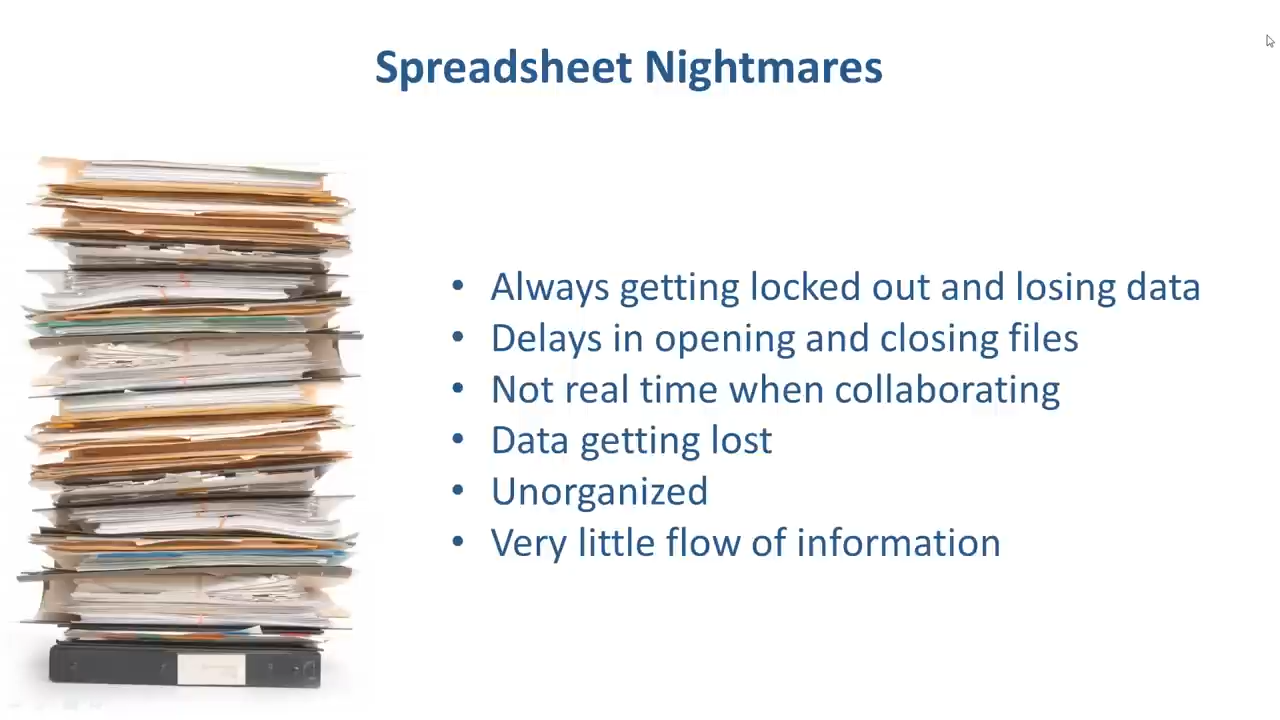 Spreadsheet Nightmares
• Always getting locked out and losing data
• Delays in opening and closing files
• Not real time when collaborating
• Data getting lost
• Unorganized
• Very little flow of information